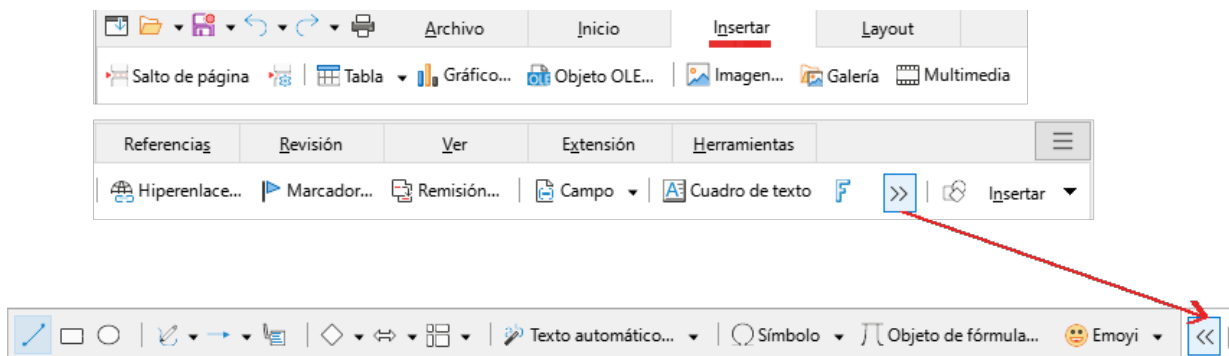 Archivo Inicio Insertar Layout
Salto de página Tabla Gráfico... OLE Objeto OLE... Imagen... Galería Multimedia
Referencias Revisión Ver Extensión Herramientas
Hiperenlace... Marcador... Remisión... Campo A Cuadro de texto F Insertar
Texto automático... Símbolo Objeto de fórmula... Emoyi